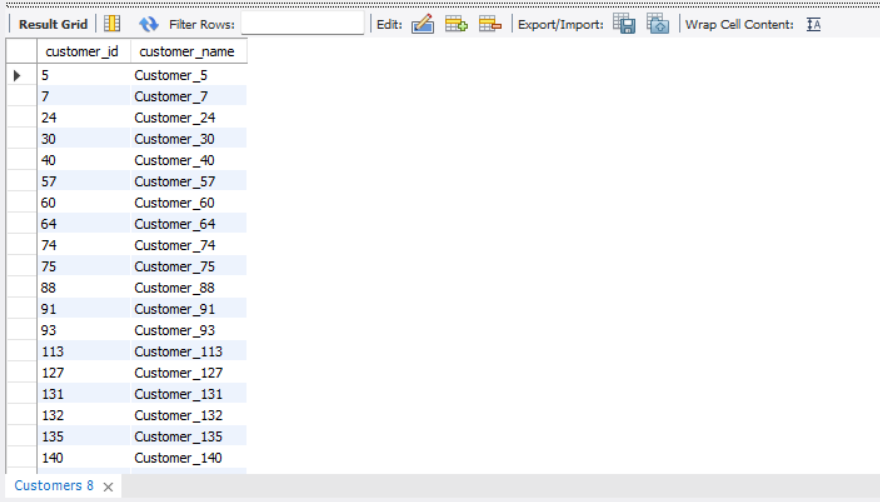 Result Grid Filter Rows: Edit: Export/Import: Wrap Cell Content: IA
customer_id customer_name
5 Customer_5
7 Customer_7
24 Customer_24
30 Customer_30
40 Customer_40
57 Customer_57
60 Customer_60
64 Customer_64
74 Customer_74
75 Customer_75
88 Customer_88
91 Customer_91
93 Customer_93
113 Customer_113
127 Customer_127
131 Customer_131
132 Customer_132
135 Customer_135
140 Customer_140
Customers 8